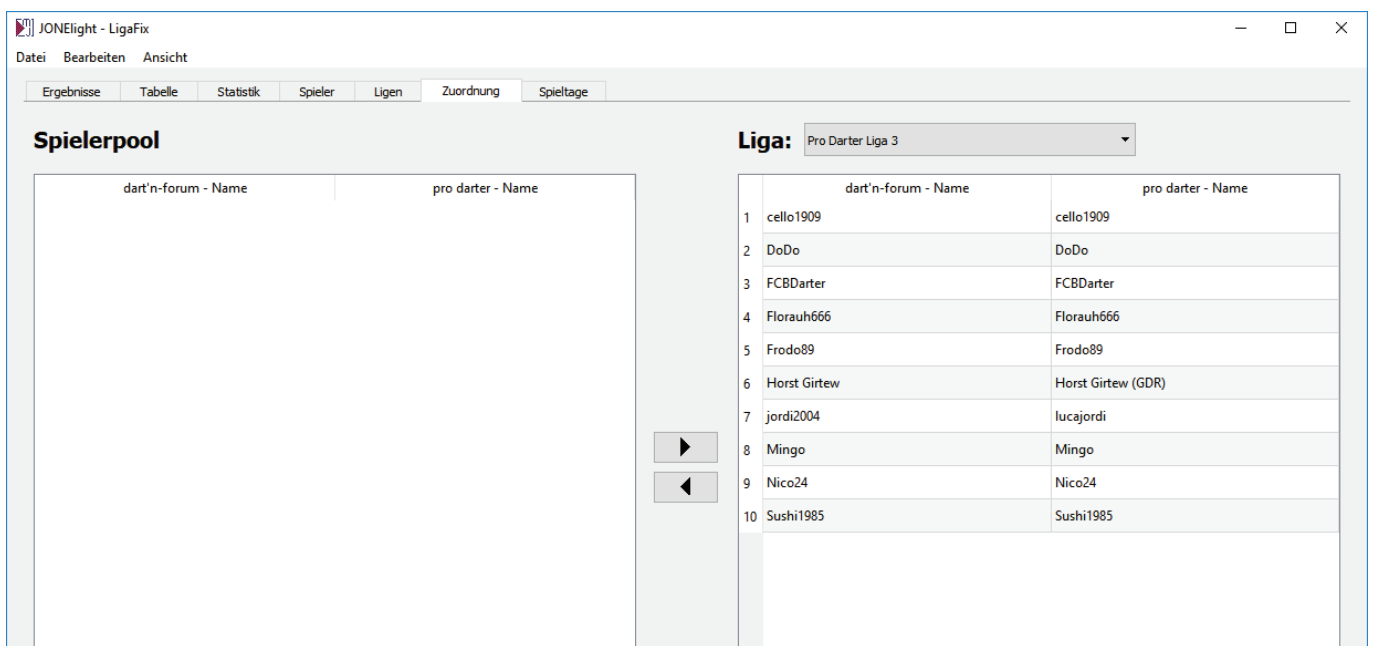 JONElight - LigaFix
Datei Bearbeiten Ansicht
Ergebnisse Tabelle Statistik Spieler Ligen Zuordnung Spieltage
Spielerpool
dart'n-forum - Name pro darter - Name
Liga: Pro Darter Liga 3
dart'n-forum - Name pro darter - Name
1 cello1909 cello1909
2 DoDo DoDo
3 FCBDarter FCBDarter
4 Florauh666 Florauh666
5 Frodo89 Frodo89
6 Horst Girtew Horst Girtew (GDR)
7 jordi2004 lucajordi
8 Mingo Mingo
9 Nico24 Nico24
10 Sushi1985 Sushi1985